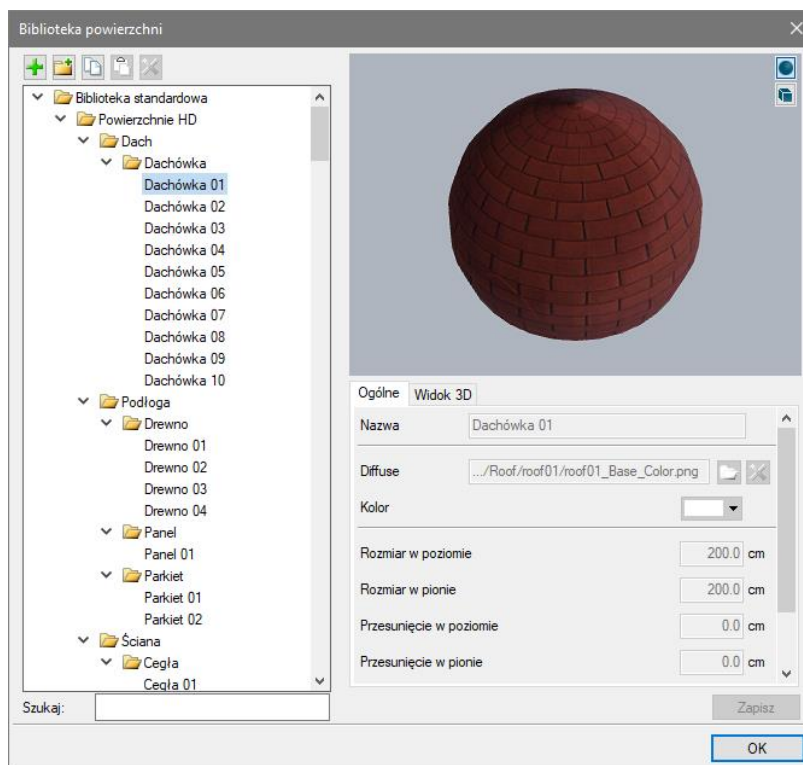 Biblioteka powierzchni
Biblioteka standardowa
Powierzchnie HD
Dach
Dachówka
Dachówka 01
Dachówka 02
Dachówka 03
Dachówka 04
Dachówka 05
Dachówka 06
Dachówka 07
Dachówka 08
Dachówka 09
Dachówka 10
Podłoga
Drewno
Drewno 01
Drewno 02
Drewno 03
Drewno 04
Panel
Panel 01
Parkiet
Parkiet 01
Parkiet 02
Ściana
Cegła
Cegła 01
Szukaj:
Ogólne Widok 3D
Nazwa Dachówka 01
Diffuse .../Roof/roof01/roof01_Base_Color.png
Kolor
Rozmiar w poziomie 200.0 cm
Rozmiar w pionie 200.0 cm
Przesunięcie w poziomie 0.0 cm
Przesunięcie w pionie 0.0 cm
Zapisz
OK